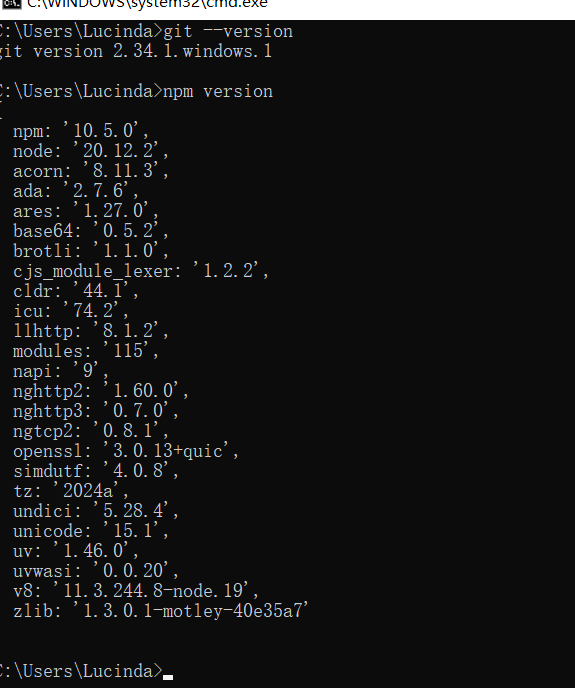 C:\WINDOWS\system32\cmd.exe
C:\Users\Lucinda>git --version
git version 2.34.1.windows.1
C:\Users\Lucinda>npm version
npm: '10.5.0',
node: '20.12.2',
acorn: '8.11.3',
ada: '2.7.6',
ares: '1.27.0',
base64: '0.5.2',
brotli: '1.1.0',
cjs_module_lexer: '1.2.2',
cldr: '44.1',
icu: '74.2',
llhttp: '8.1.2',
modules: '115',
napi: '9',
nghttp2: '1.60.0',
nghttp3: '0.7.0',
ngtcp2: '0.8.1',
openssl: '3.0.13+quic',
simdutf: '4.0.8',
tz: '2024a',
undici: '5.28.4',
unicode: '15.1',
uv: '1.46.0',
uvwasi: '0.0.20',
v8: '11.3.244.8-node.19',
zlib: '1.3.0.1-motley-40e35a7'
C:\Users\Lucinda>